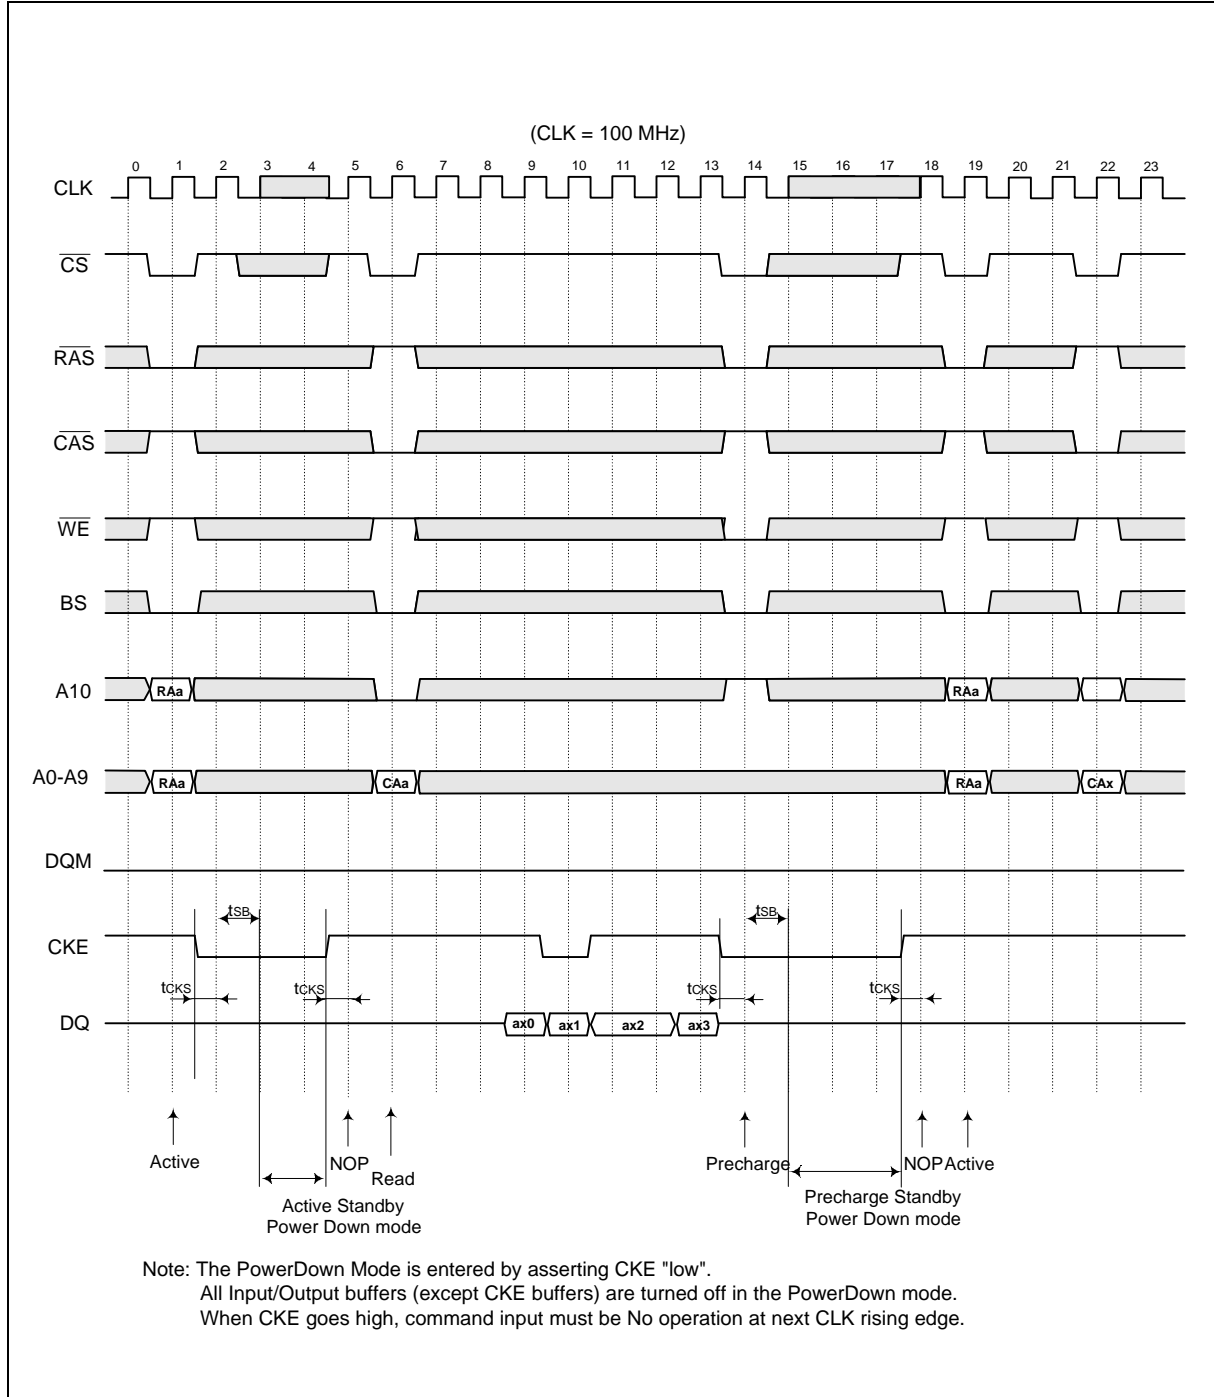 (CLK = 100 MHz)
0 1 2 3 4 5 6 7 8 9 10 11 12 13 14 15 16 17 18 19 20 21 22 23
CLK
CS
RAS
CAS
WE
BS
A10 RAa RAa
A0-A9 RAa CAa RAa CAx
DQM
tSB tSB
CKE
tCKS tCKS tCKS tCKS
DQ ax0 ax1 ax2 ax3
Active NOP Read Precharge NOP Active
Active Standby
Power Down mode
Precharge Standby
Power Down mode
Note: The PowerDown Mode is entered by asserting CKE "low".
All Input/Output buffers (except CKE buffers) are turned off in the PowerDown mode.
When CKE goes high, command input must be No operation at next CLK rising edge.